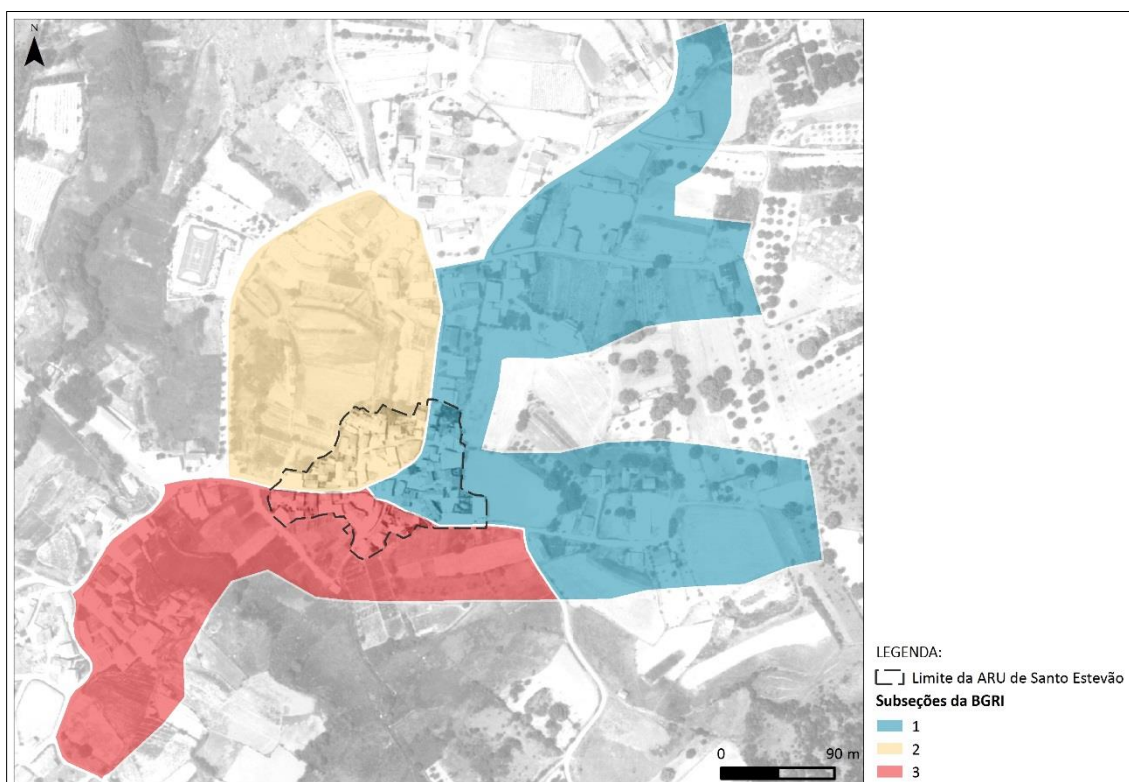 N
LEGENDA:
Limite da ARU de Santo Estevão
Subseções da BGRI
1
2
3
0 90 m